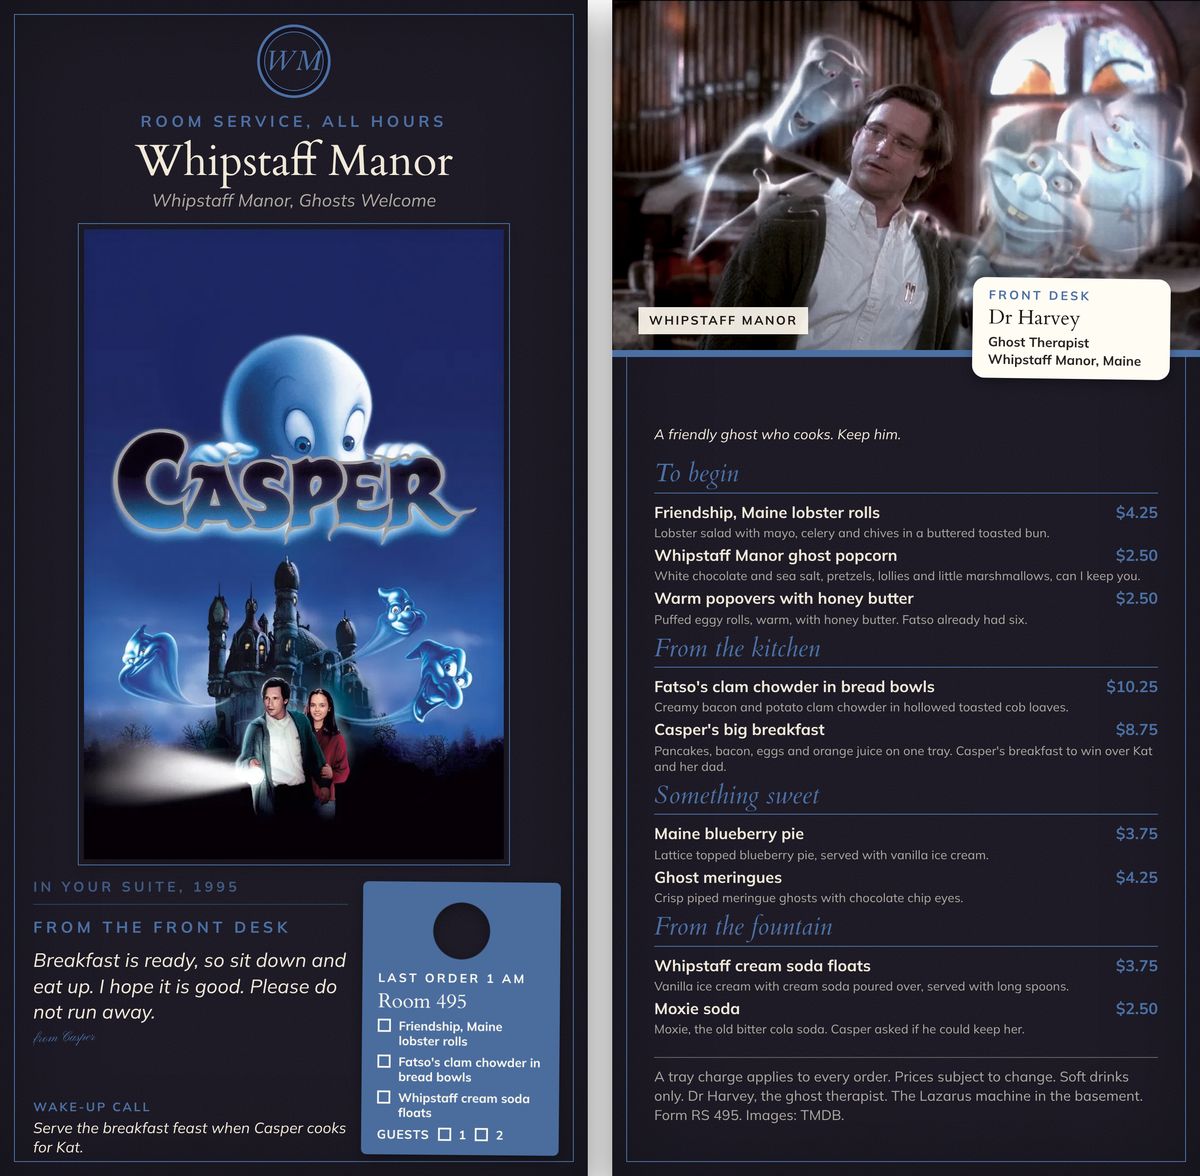 WM
ROOM SERVICE, ALL HOURS
Whipstaff Manor
Whipstaff Manor, Ghosts Welcome
CASPER
IN YOUR SUITE, 1995
FROM THE FRONT DESK
Breakfast is ready, so sit down and
eat up. I hope it is good. Please do
not run away.
from Casper
WAKE-UP CALL
Serve the breakfast feast when Casper cooks
for Kat.
LAST ORDER 1 AM
Room 495
Friendship, Maine
lobster rolls
Fatso's clam chowder in
bread bowls
Whipstaff cream soda
floats
GUESTS 1 2
WHIPSTAFF MANOR
FRONT DESK
Dr Harvey
Ghost Therapist
Whipstaff Manor, Maine
A friendly ghost who cooks. Keep him.
To begin
Friendship, Maine lobster rolls $4.25
Lobster salad with mayo, celery and chives in a buttered toasted bun.
Whipstaff Manor ghost popcorn $2.50
White chocolate and sea salt, pretzels, lollies and little marshmallows, can I keep you.
Warm popovers with honey butter $2.50
Puffed eggy rolls, warm, with honey butter. Fatso already had six.
From the kitchen
Fatso's clam chowder in bread bowls $10.25
Creamy bacon and potato clam chowder in hollowed toasted cob loaves.
Casper's big breakfast $8.75
Pancakes, bacon, eggs and orange juice on one tray. Casper's breakfast to win over Kat
and her dad.
Something sweet
Maine blueberry pie $3.75
Lattice topped blueberry pie, served with vanilla ice cream.
Ghost meringues $4.25
Crisp piped meringue ghosts with chocolate chip eyes.
From the fountain
Whipstaff cream soda floats $3.75
Vanilla ice cream with cream soda poured over, served with long spoons.
Moxie soda $2.50
Moxie, the old bitter cola soda. Casper asked if he could keep her.
A tray charge applies to every order. Prices subject to change. Soft drinks
only. Dr Harvey, the ghost therapist. The Lazarus machine in the basement.
Form RS 495. Images: TMDB.